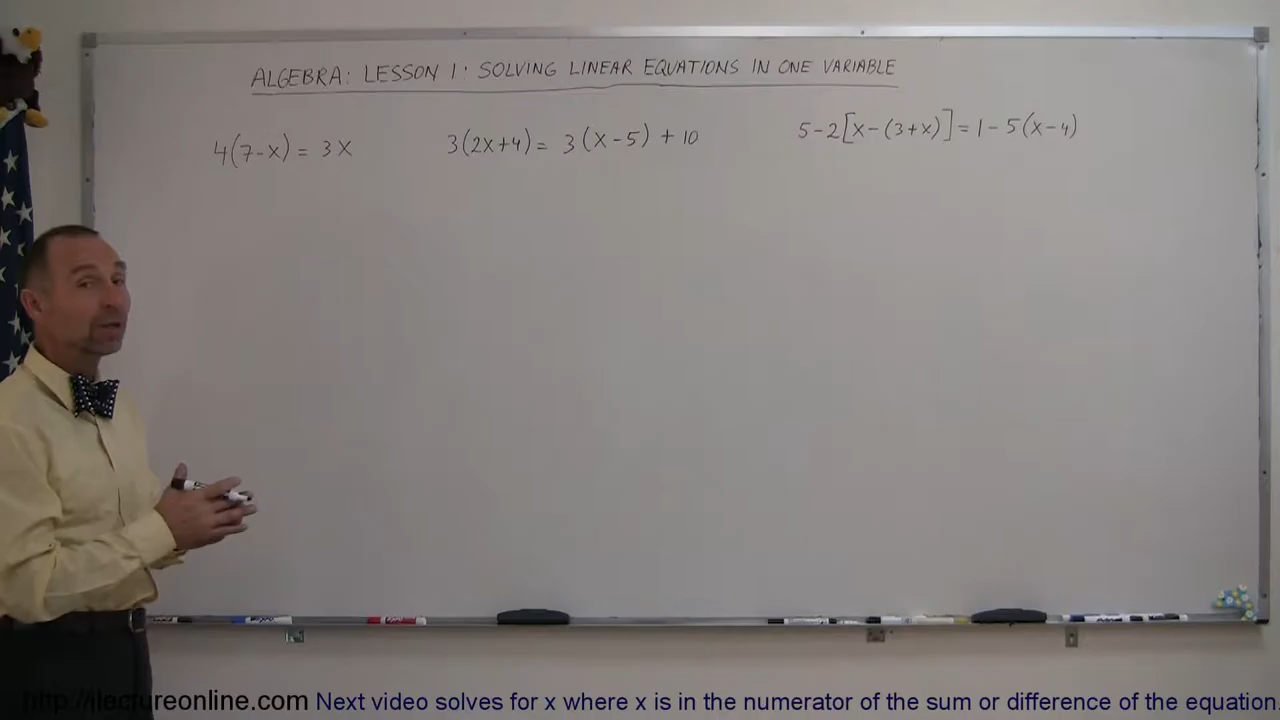 ALGEBRA: LESSON 1: SOLVING LINEAR EQUATIONS IN ONE VARIABLE
4(7-x) = 3x
3(2x+4) = 3(x-5) + 10
5-2[x-(3+x)] = 1-5(x-4)
http://ilectureonline.com Next video solves for x where x is in the numerator of the sum or difference of the equation.